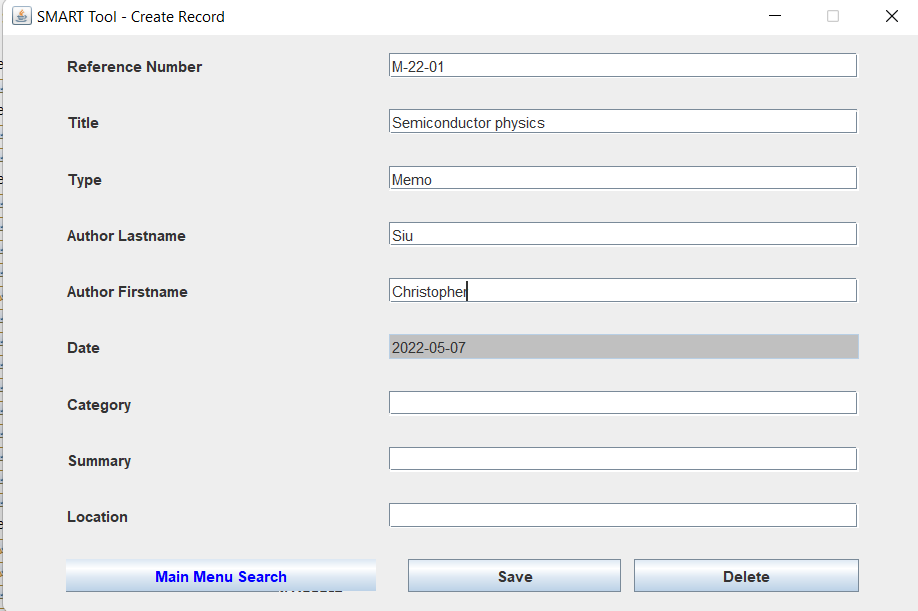 SMART Tool - Create Record
Reference Number M-22-01
Title Semiconductor physics
Type Memo
Author Lastname Siu
Author Firstname Christopher
Date 2022-05-07
Category
Summary
Location
Main Menu Search Save Delete